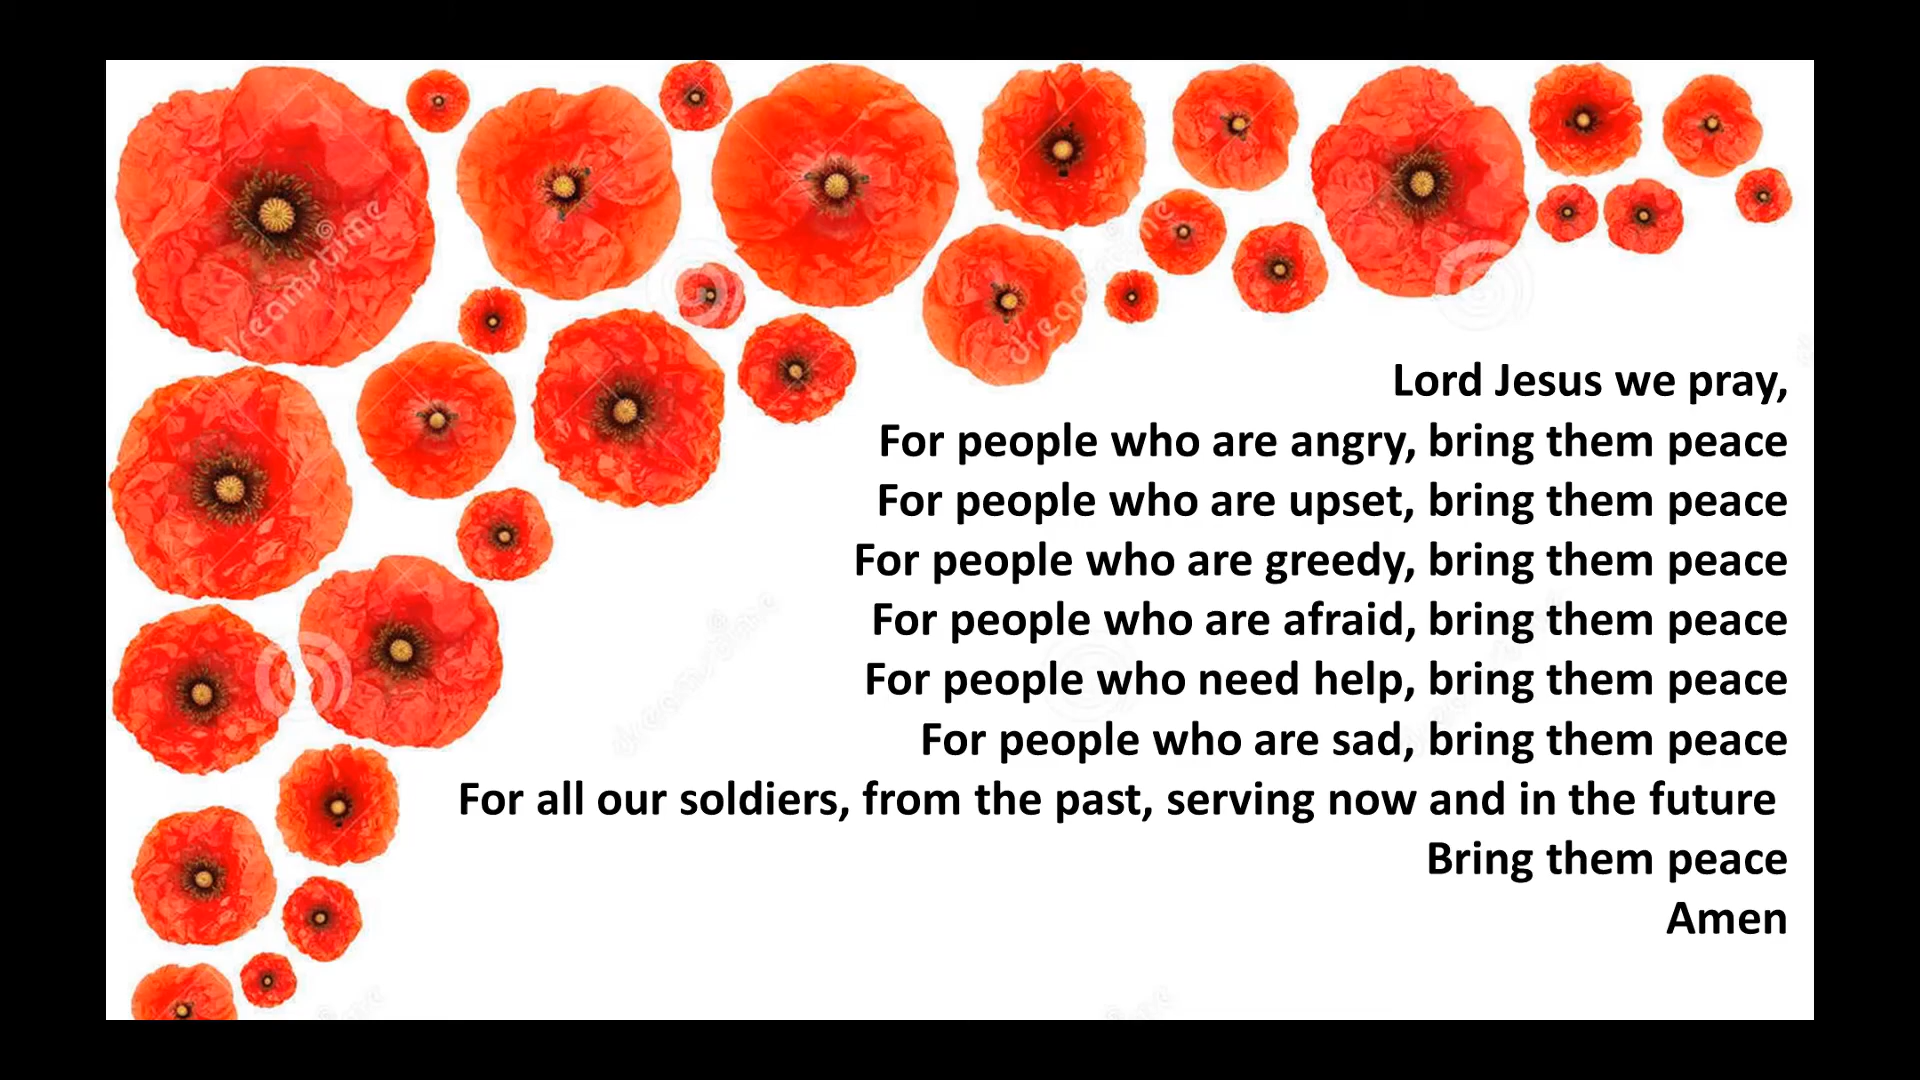 Lord Jesus we pray,
For people who are angry, bring them peace
For people who are upset, bring them peace
For people who are greedy, bring them peace
For people who are afraid, bring them peace
For people who need help, bring them peace
For people who are sad, bring them peace
For all our soldiers, from the past, serving now and in the future
Bring them peace
Amen
dreamstime
dreamstime
dreamstime